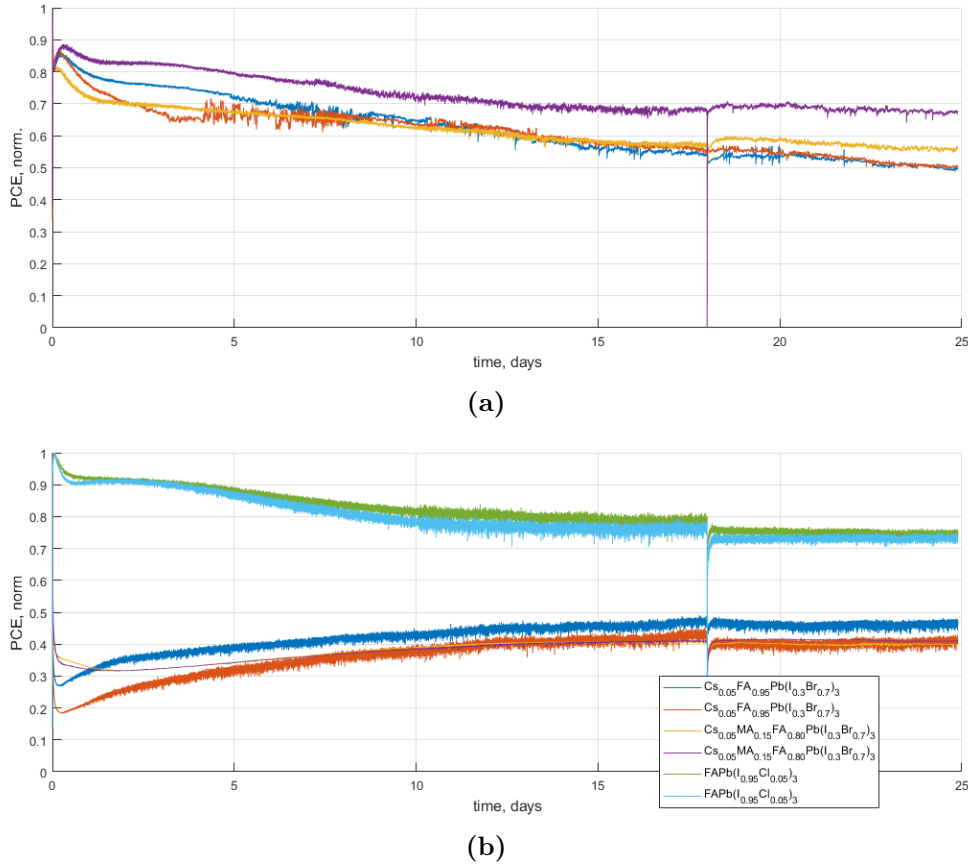 1
0.9
0.8
0.7
0.6
0.5
0.4
0.3
0.2
0.1
0
PCE, norm.
0 5 10 15 20 25
time, days
(a)
1
0.9
0.8
0.7
0.6
0.5
0.4
0.3
0.2
0.1
0
PCE, norm
Cs0.05FA0.95Pb(I0.3Br0.7)3
Cs0.05FA0.95Pb(I0.3Br0.7)3
Cs0.05MA0.15FA0.80Pb(I0.3Br0.7)3
Cs0.05MA0.15FA0.80Pb(I0.3Br0.7)3
FAPb(I0.95Cl0.05)3
FAPb(I0.95Cl0.05)3
0 5 10 15 20 25
time, days
(b)